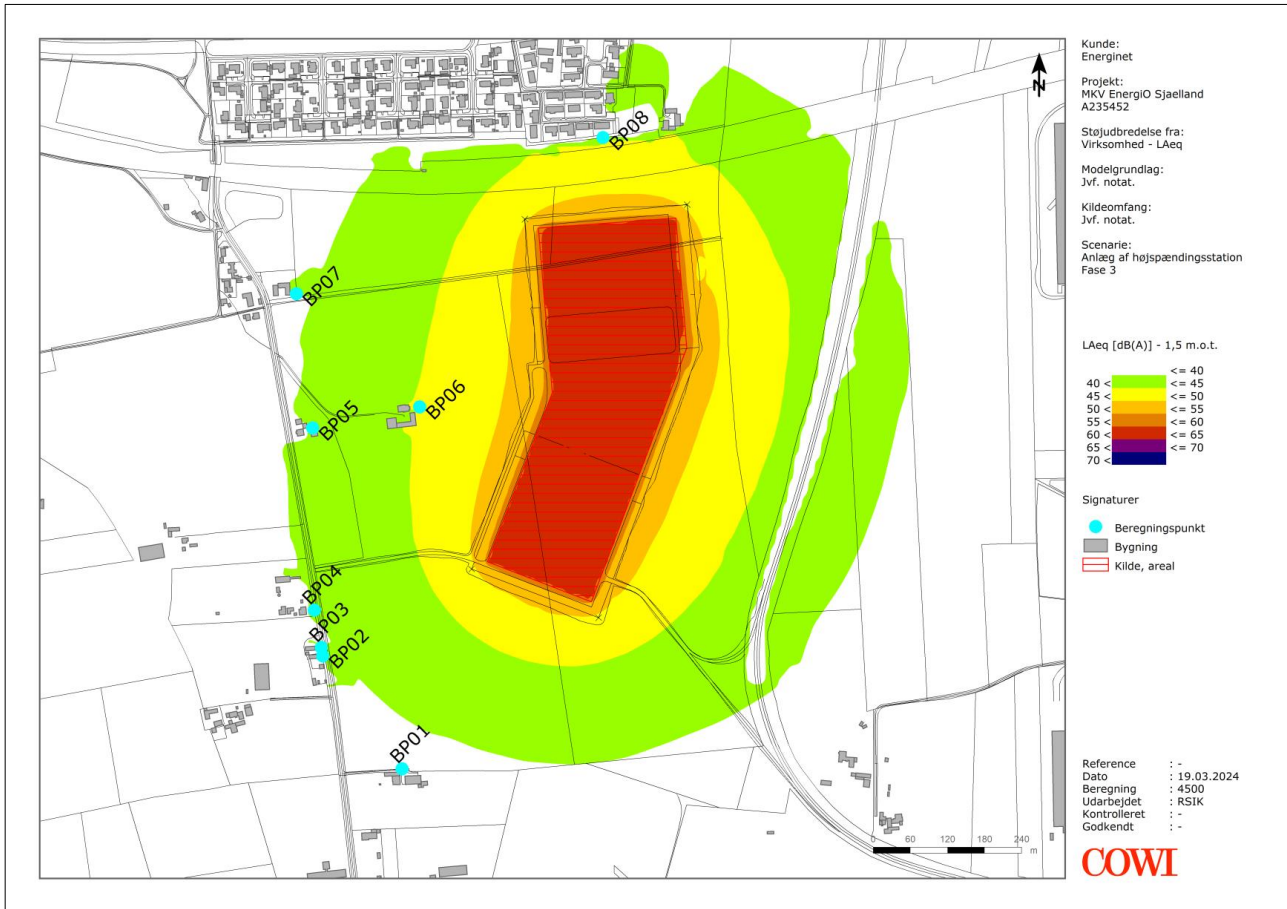 Kunde:
Energinet
Projekt:
MKV EnergiO Sjaelland
A235452
Støjudbredelse fra:
Virksomhed - LAeq
Modelgrundlag:
Jvf. notat.
Kildeomfang:
Jvf. notat.
Scenarie:
Anlæg af højspændingsstation
Fase 3
LAeq [dB(A)] - 1,5 m.o.t.
<= 40
40 < <= 45
45 < <= 50
50 < <= 55
55 < <= 60
60 < <= 65
65 < <= 70
70 <
Signaturer
Beregningspunkt
Bygning
Kilde, areal
N
BP08
BP07
BP06
BP05
BP04
BP03
BP02
BP01
0 60 120 180 240
m
Reference : -
Dato : 19.03.2024
Beregning : 4500
Udarbejdet : RSIK
Kontrolleret : -
Godkendt : -
COWI